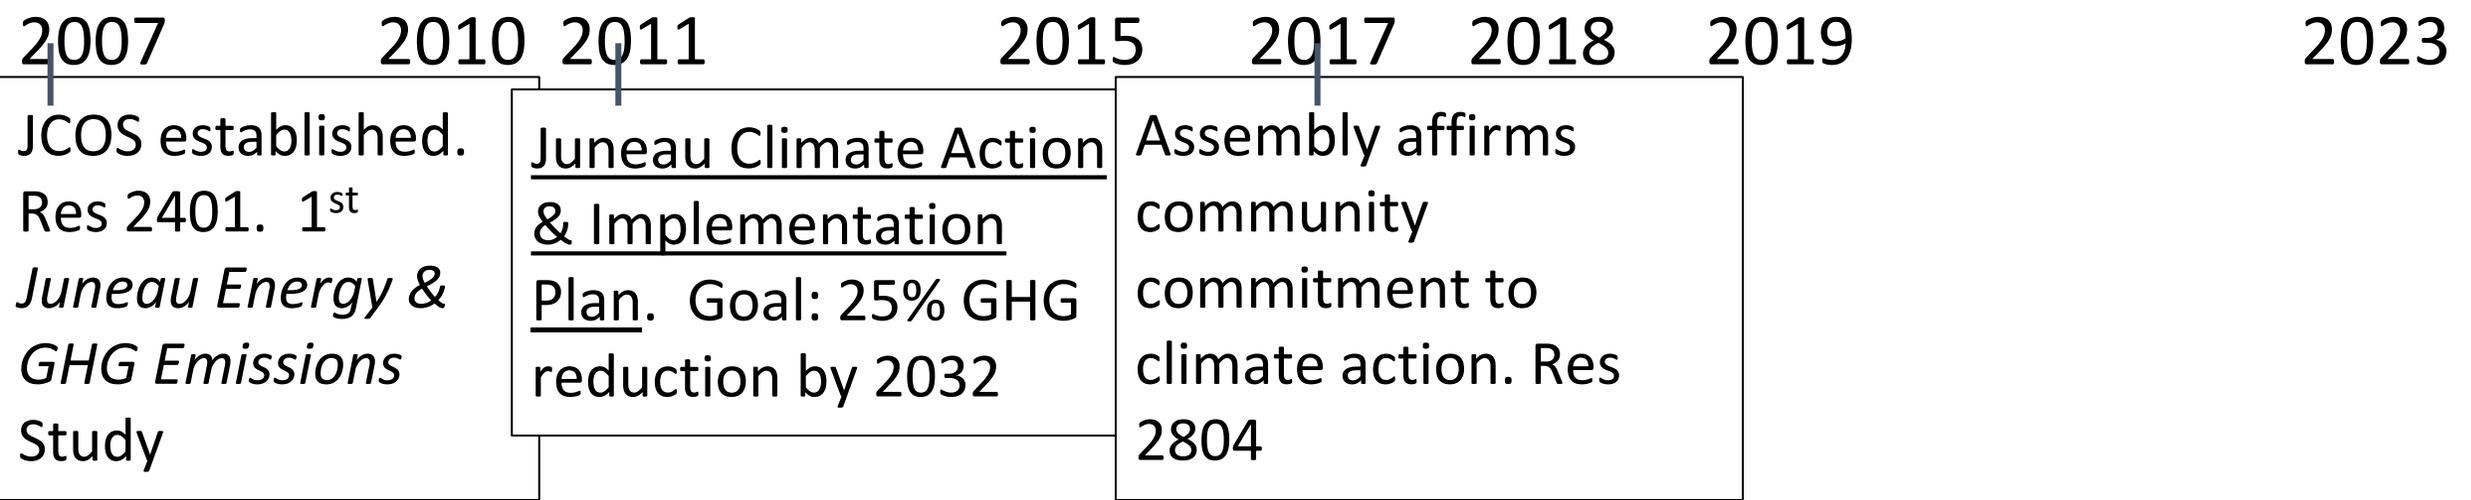 2007 2010 2011 2015 2017 2018 2019 2023
JCOS established.
Res 2401. 1st
Juneau Energy &
GHG Emissions
Study
Juneau Climate Action
& Implementation
Plan. Goal: 25% GHG
reduction by 2032
Assembly affirms
community
commitment to
climate action. Res
2804